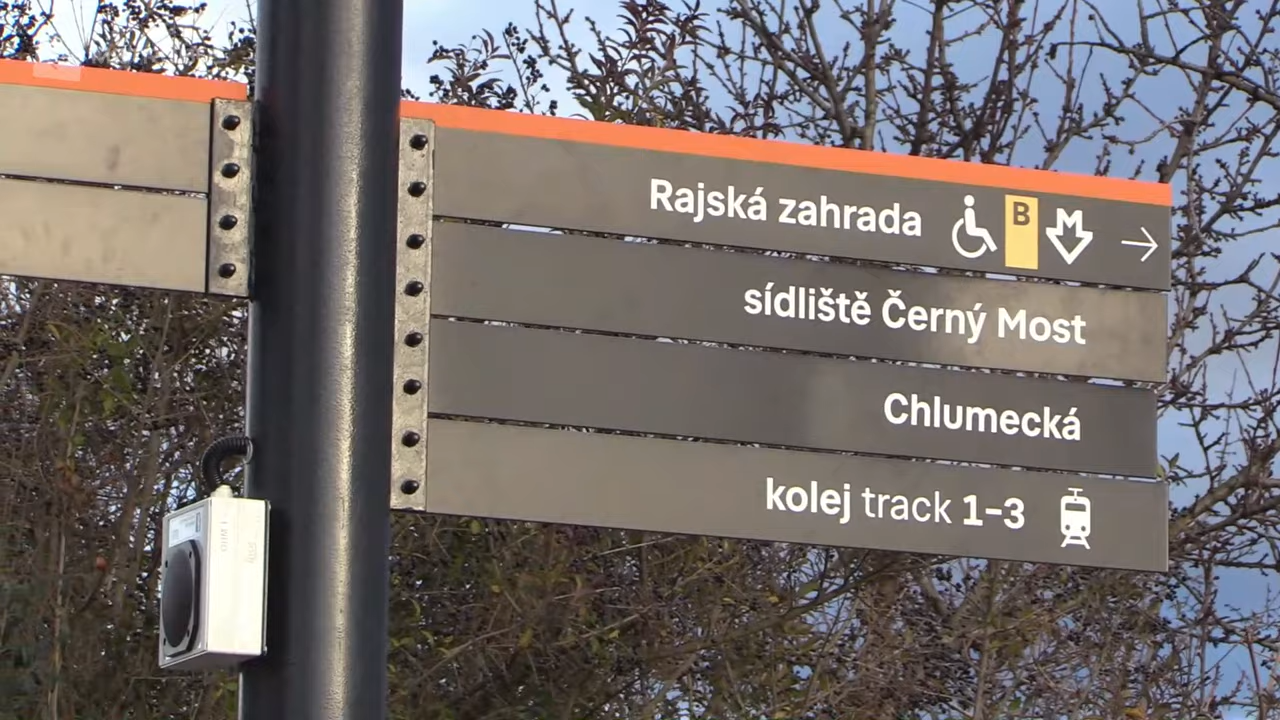 Rajská zahrada B M →
sídliště Černý Most
Chlumecká
kolej track 1–3